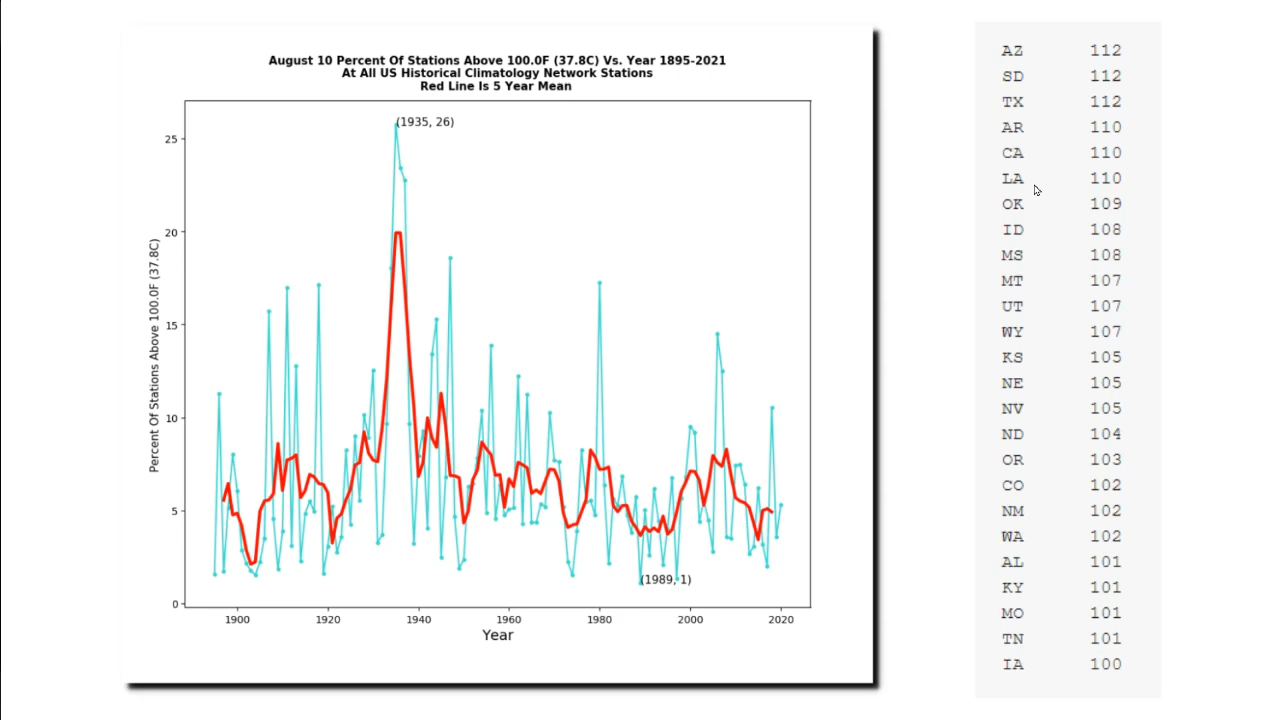 August 10 Percent Of Stations Above 100.0F (37.8C) Vs. Year 1895-2021
At All US Historical Climatology Network Stations
Red Line Is 5 Year Mean
(1935, 26)
25
20
15
10
5
0
Percent Of Stations Above 100.0F (37.8C)
(1989, 1)
1900 1920 1940 1960 1980 2000 2020
Year
AZ 112
SD 112
TX 112
AR 110
CA 110
LA 110
OK 109
ID 108
MS 108
MT 107
UT 107
WY 107
KS 105
NE 105
NV 105
ND 104
OR 103
CO 102
NM 102
WA 102
AL 101
KY 101
MO 101
TN 101
IA 100